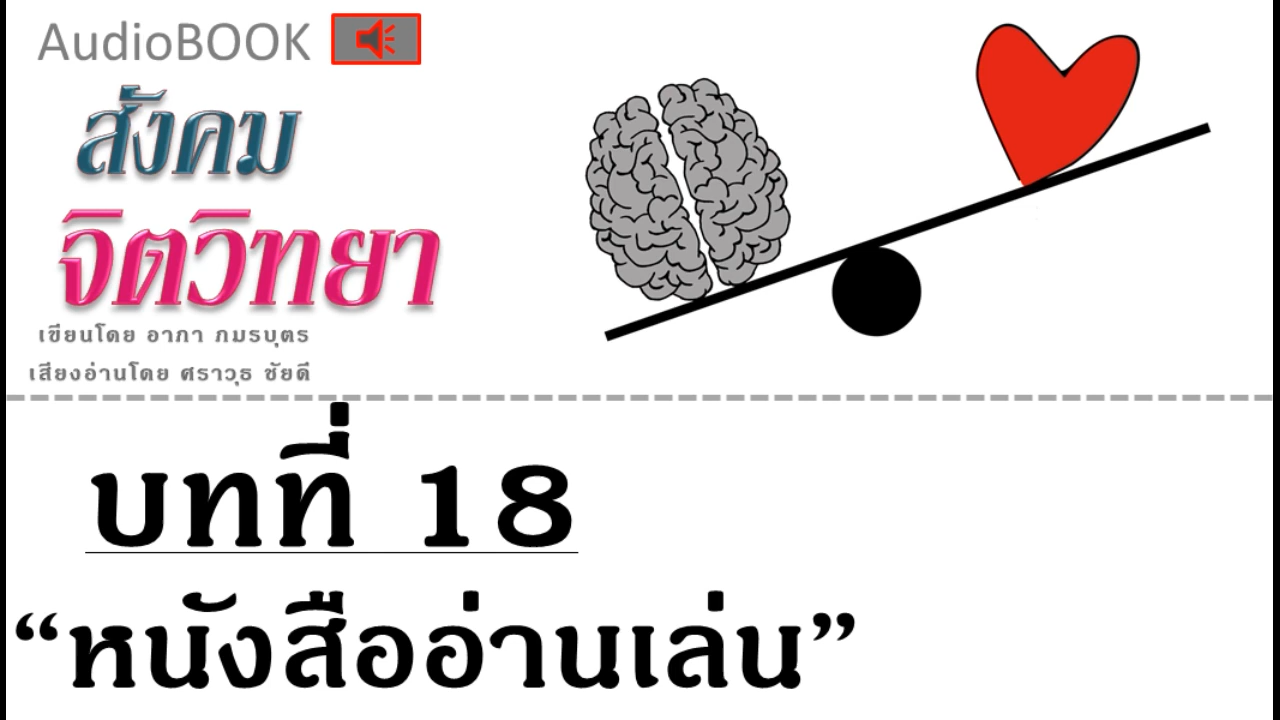 AudioBOOK
สังคม
จิตวิทยา
เขียนโดย อาภา ภมรบุตร
เสียงอ่านโดย ศราวุธ ชัยดี
บทที่ 18
“หนังสืออ่านเล่น”